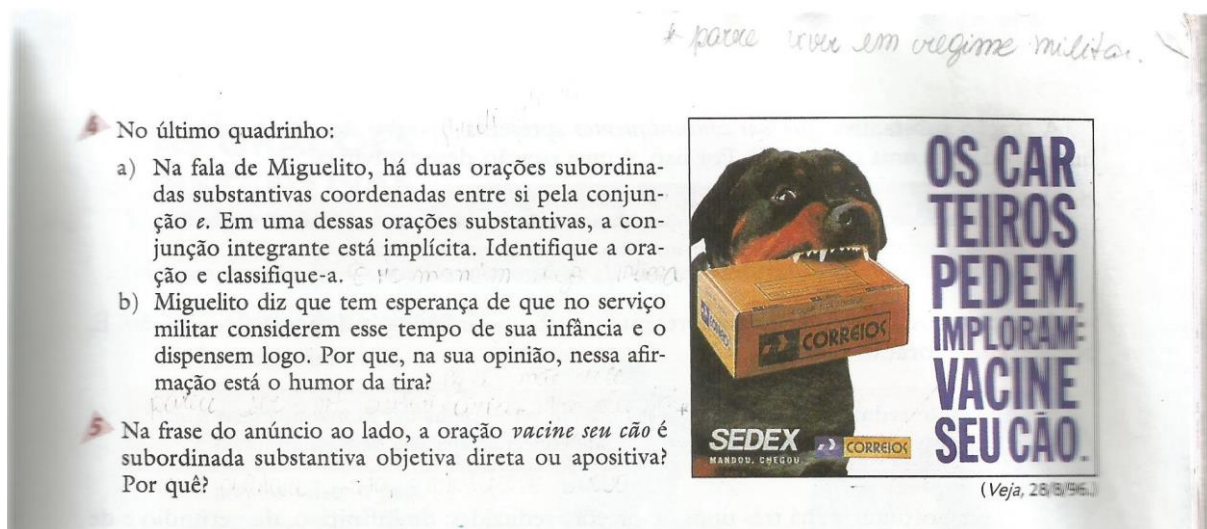 * parece viver em regime militar.
4 No último quadrinho:
a) Na fala de Miguelito, há duas orações subordina-
das substantivas coordenadas entre si pela conjun-
ção e. Em uma dessas orações substantivas, a con-
junção integrante está implícita. Identifique a ora-
ção e classifique-a.
b) Miguelito diz que tem esperança de que no serviço
militar considerem esse tempo de sua infância e o
dispensem logo. Por que, na sua opinião, nessa afir-
mação está o humor da tira?
5 Na frase do anúncio ao lado, a oração vacine seu cão é
subordinada substantiva objetiva direta ou apositiva?
Por quê?
CORREIOS
SEDEX
MANDOU, CHEGOU
CORREIOS
OS CAR
TEIROS
PEDEM,
IMPLORAM:
VACINE
SEU CÃO.
(Veja, 28/8/96.)